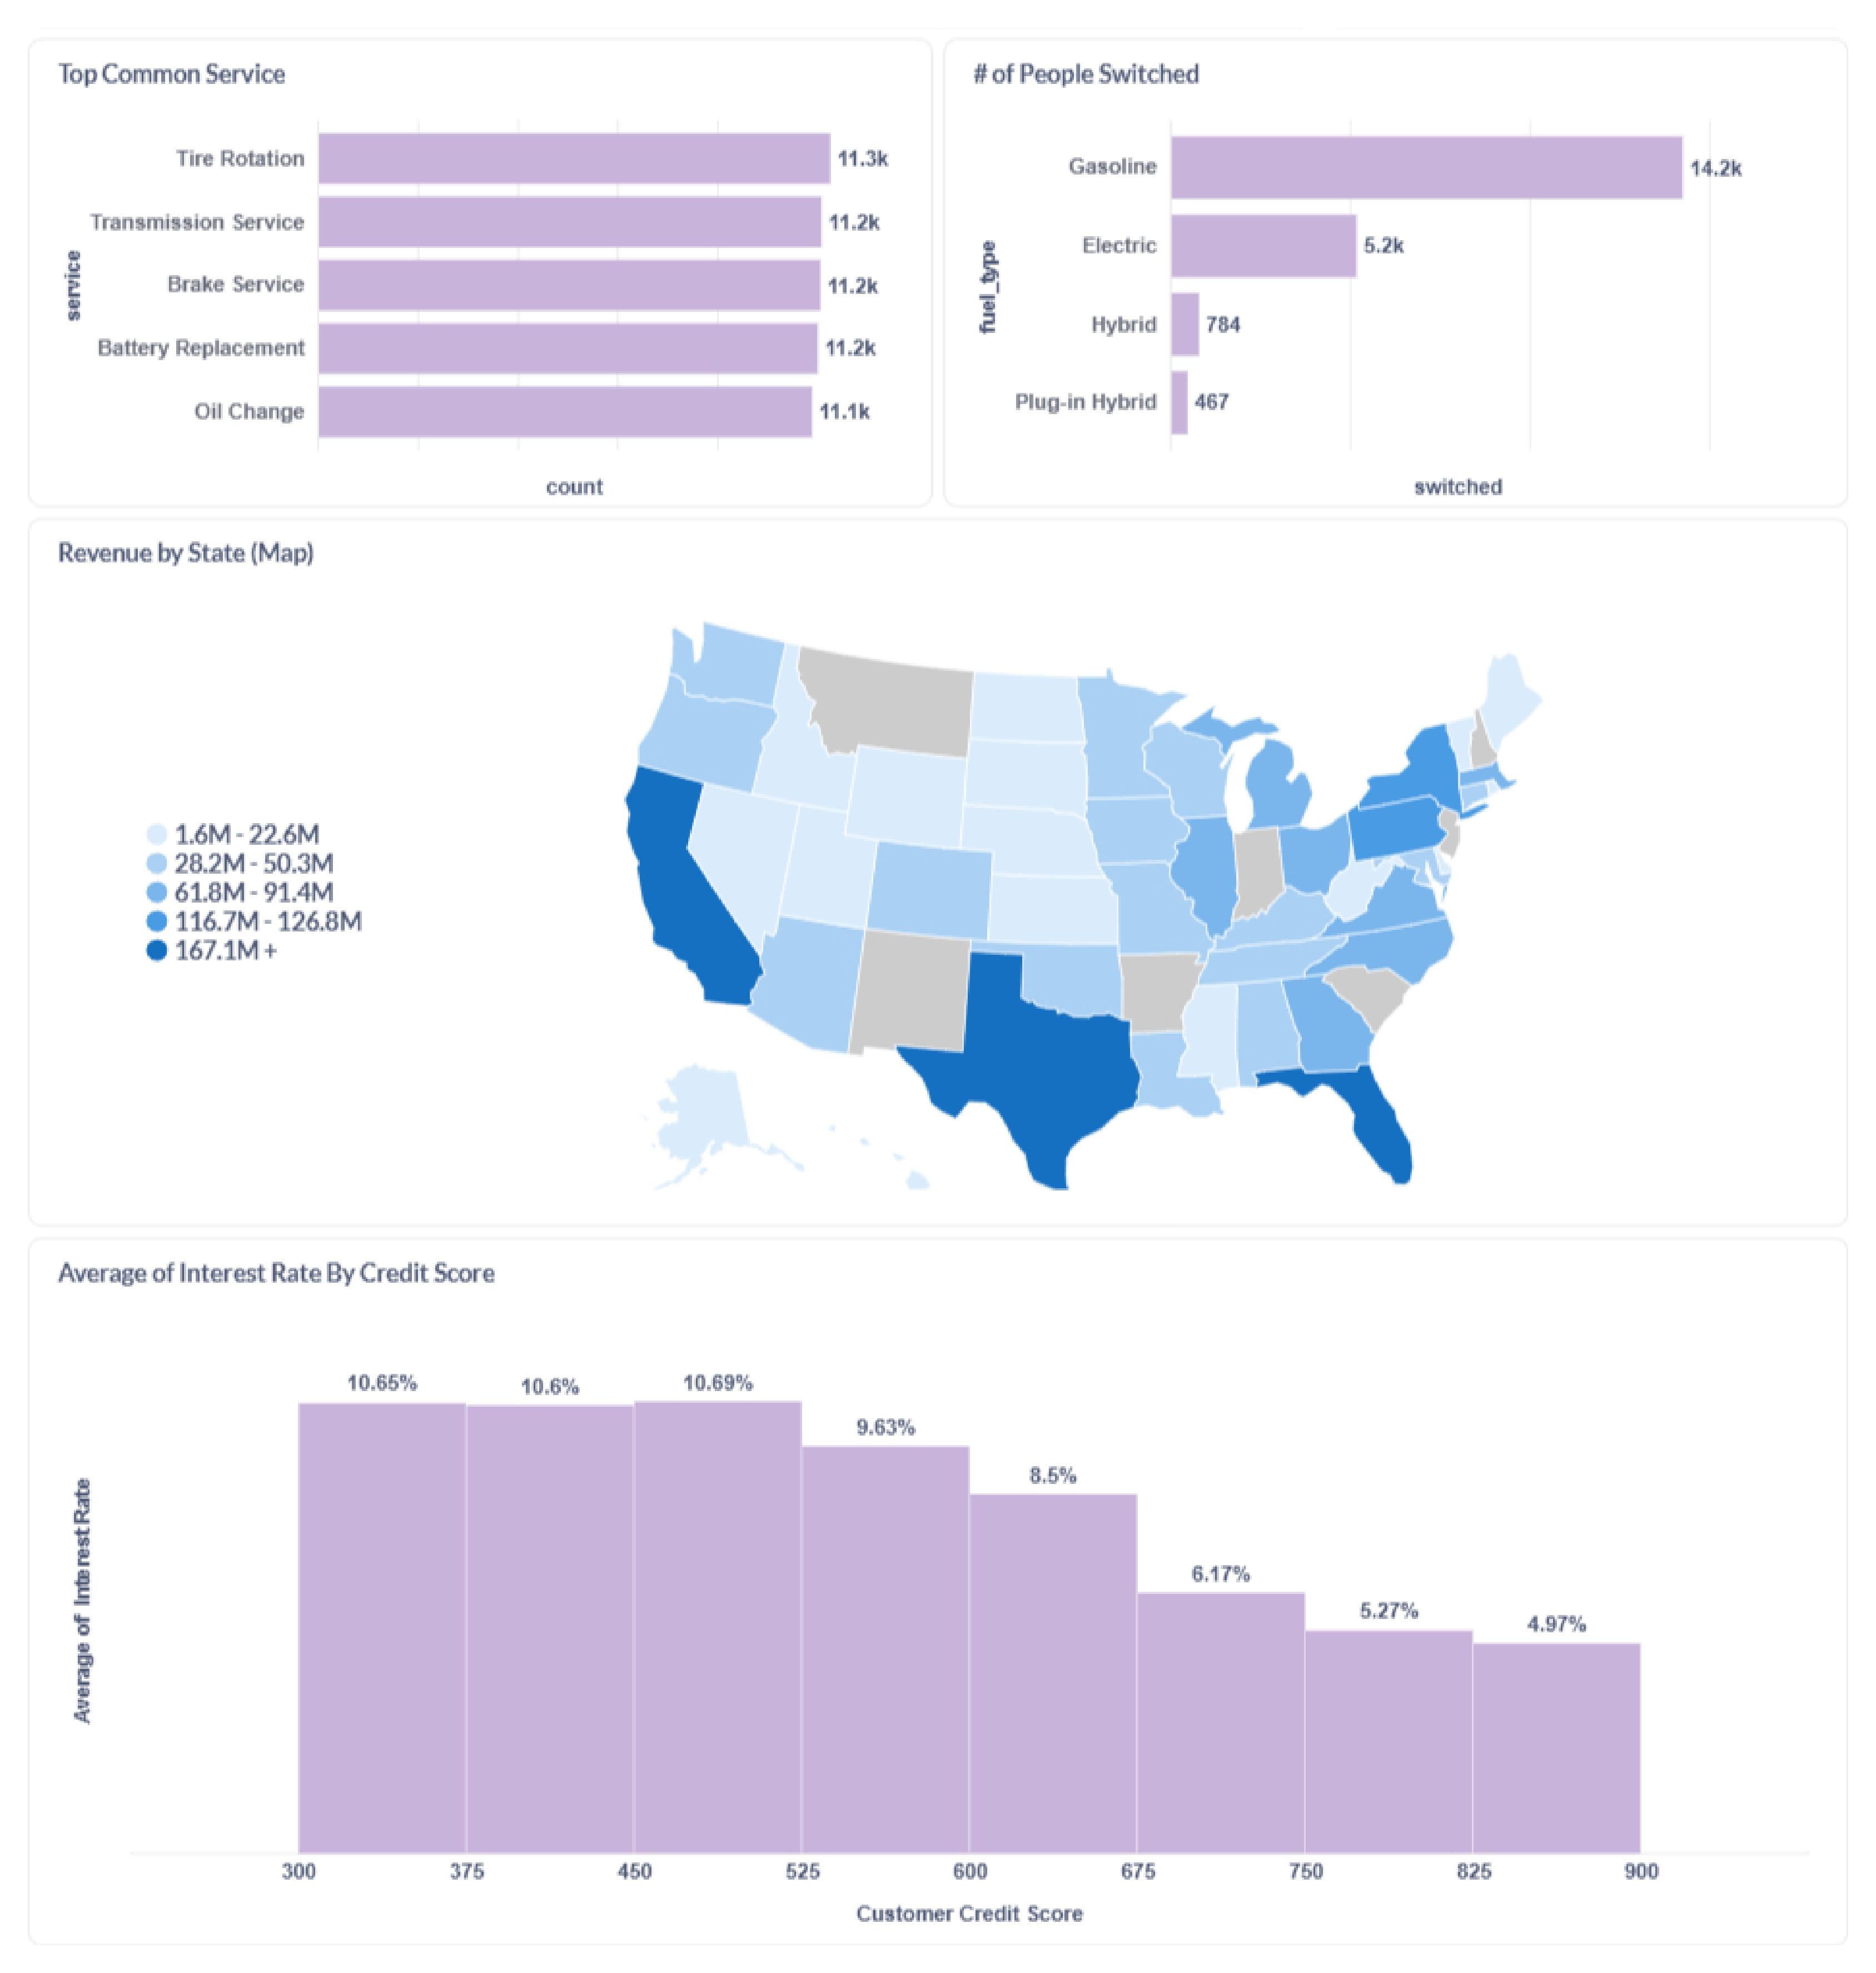 Top Common Service
Tire Rotation
11.3k
Transmission Service
11.2k
Brake Service
11.2k
Battery Replacement
11.2k
Oil Change
11.1k
service
count
# of People Switched
Gasoline
14.2k
Electric
5.2k
Hybrid
784
Plug-in Hybrid
467
fuel_type
switched
Revenue by State (Map)
1.6M - 22.6M
28.2M - 50.3M
61.8M - 91.4M
116.7M - 126.8M
167.1M +
Average of Interest Rate By Credit Score
10.65%
10.6%
10.69%
9.63%
8.5%
6.17%
5.27%
4.97%
Average of Interest Rate
300 375 450 525 600 675 750 825 900
Customer Credit Score